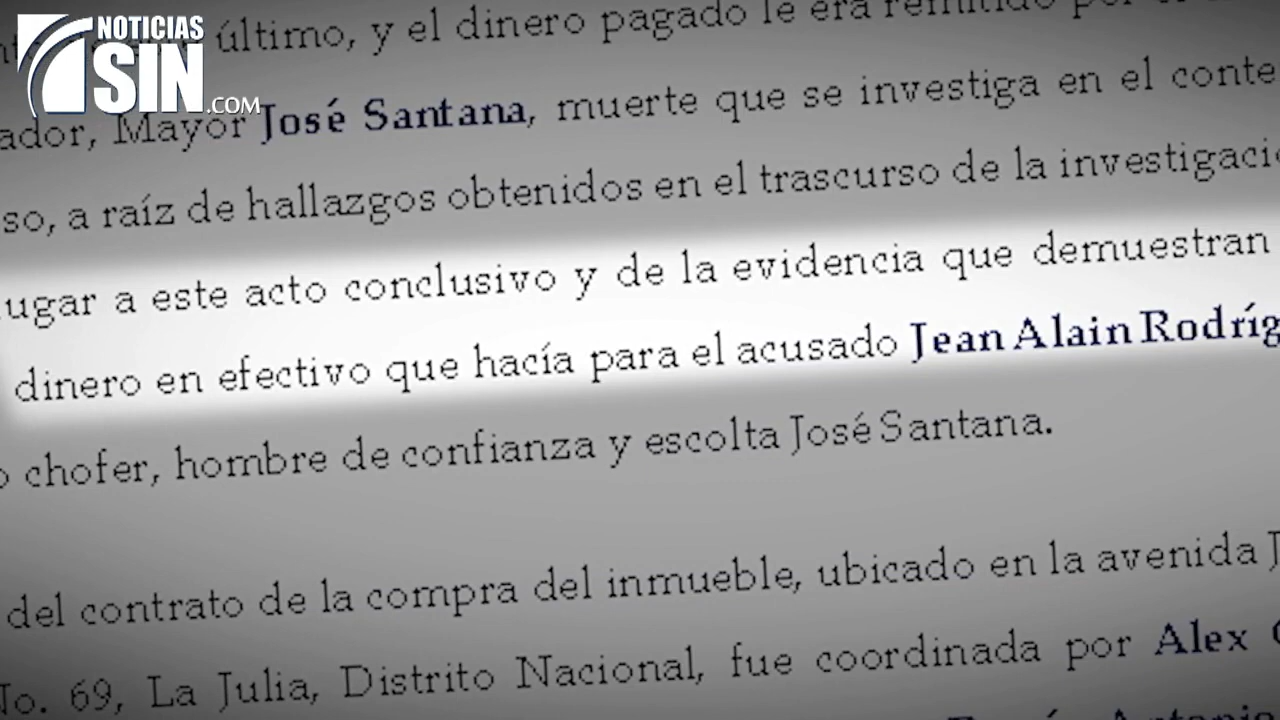 NOTICIAS
SIN.COM
último, y el dinero pagado le era remitido
ador, Mayor José Santana, muerte que se investiga en el conte
so, a raíz de hallazgos obtenidos en el trascurso de la investigaci
lugar a este acto conclusivo y de la evidencia que demuestran
dinero en efectivo que hacía para el acusado Jean Alain Rodríg
o chofer, hombre de confianza y escolta José Santana.
del contrato de la compra del inmueble, ubicado en la avenida J
No. 69, La Julia, Distrito Nacional, fue coordinada por Alex